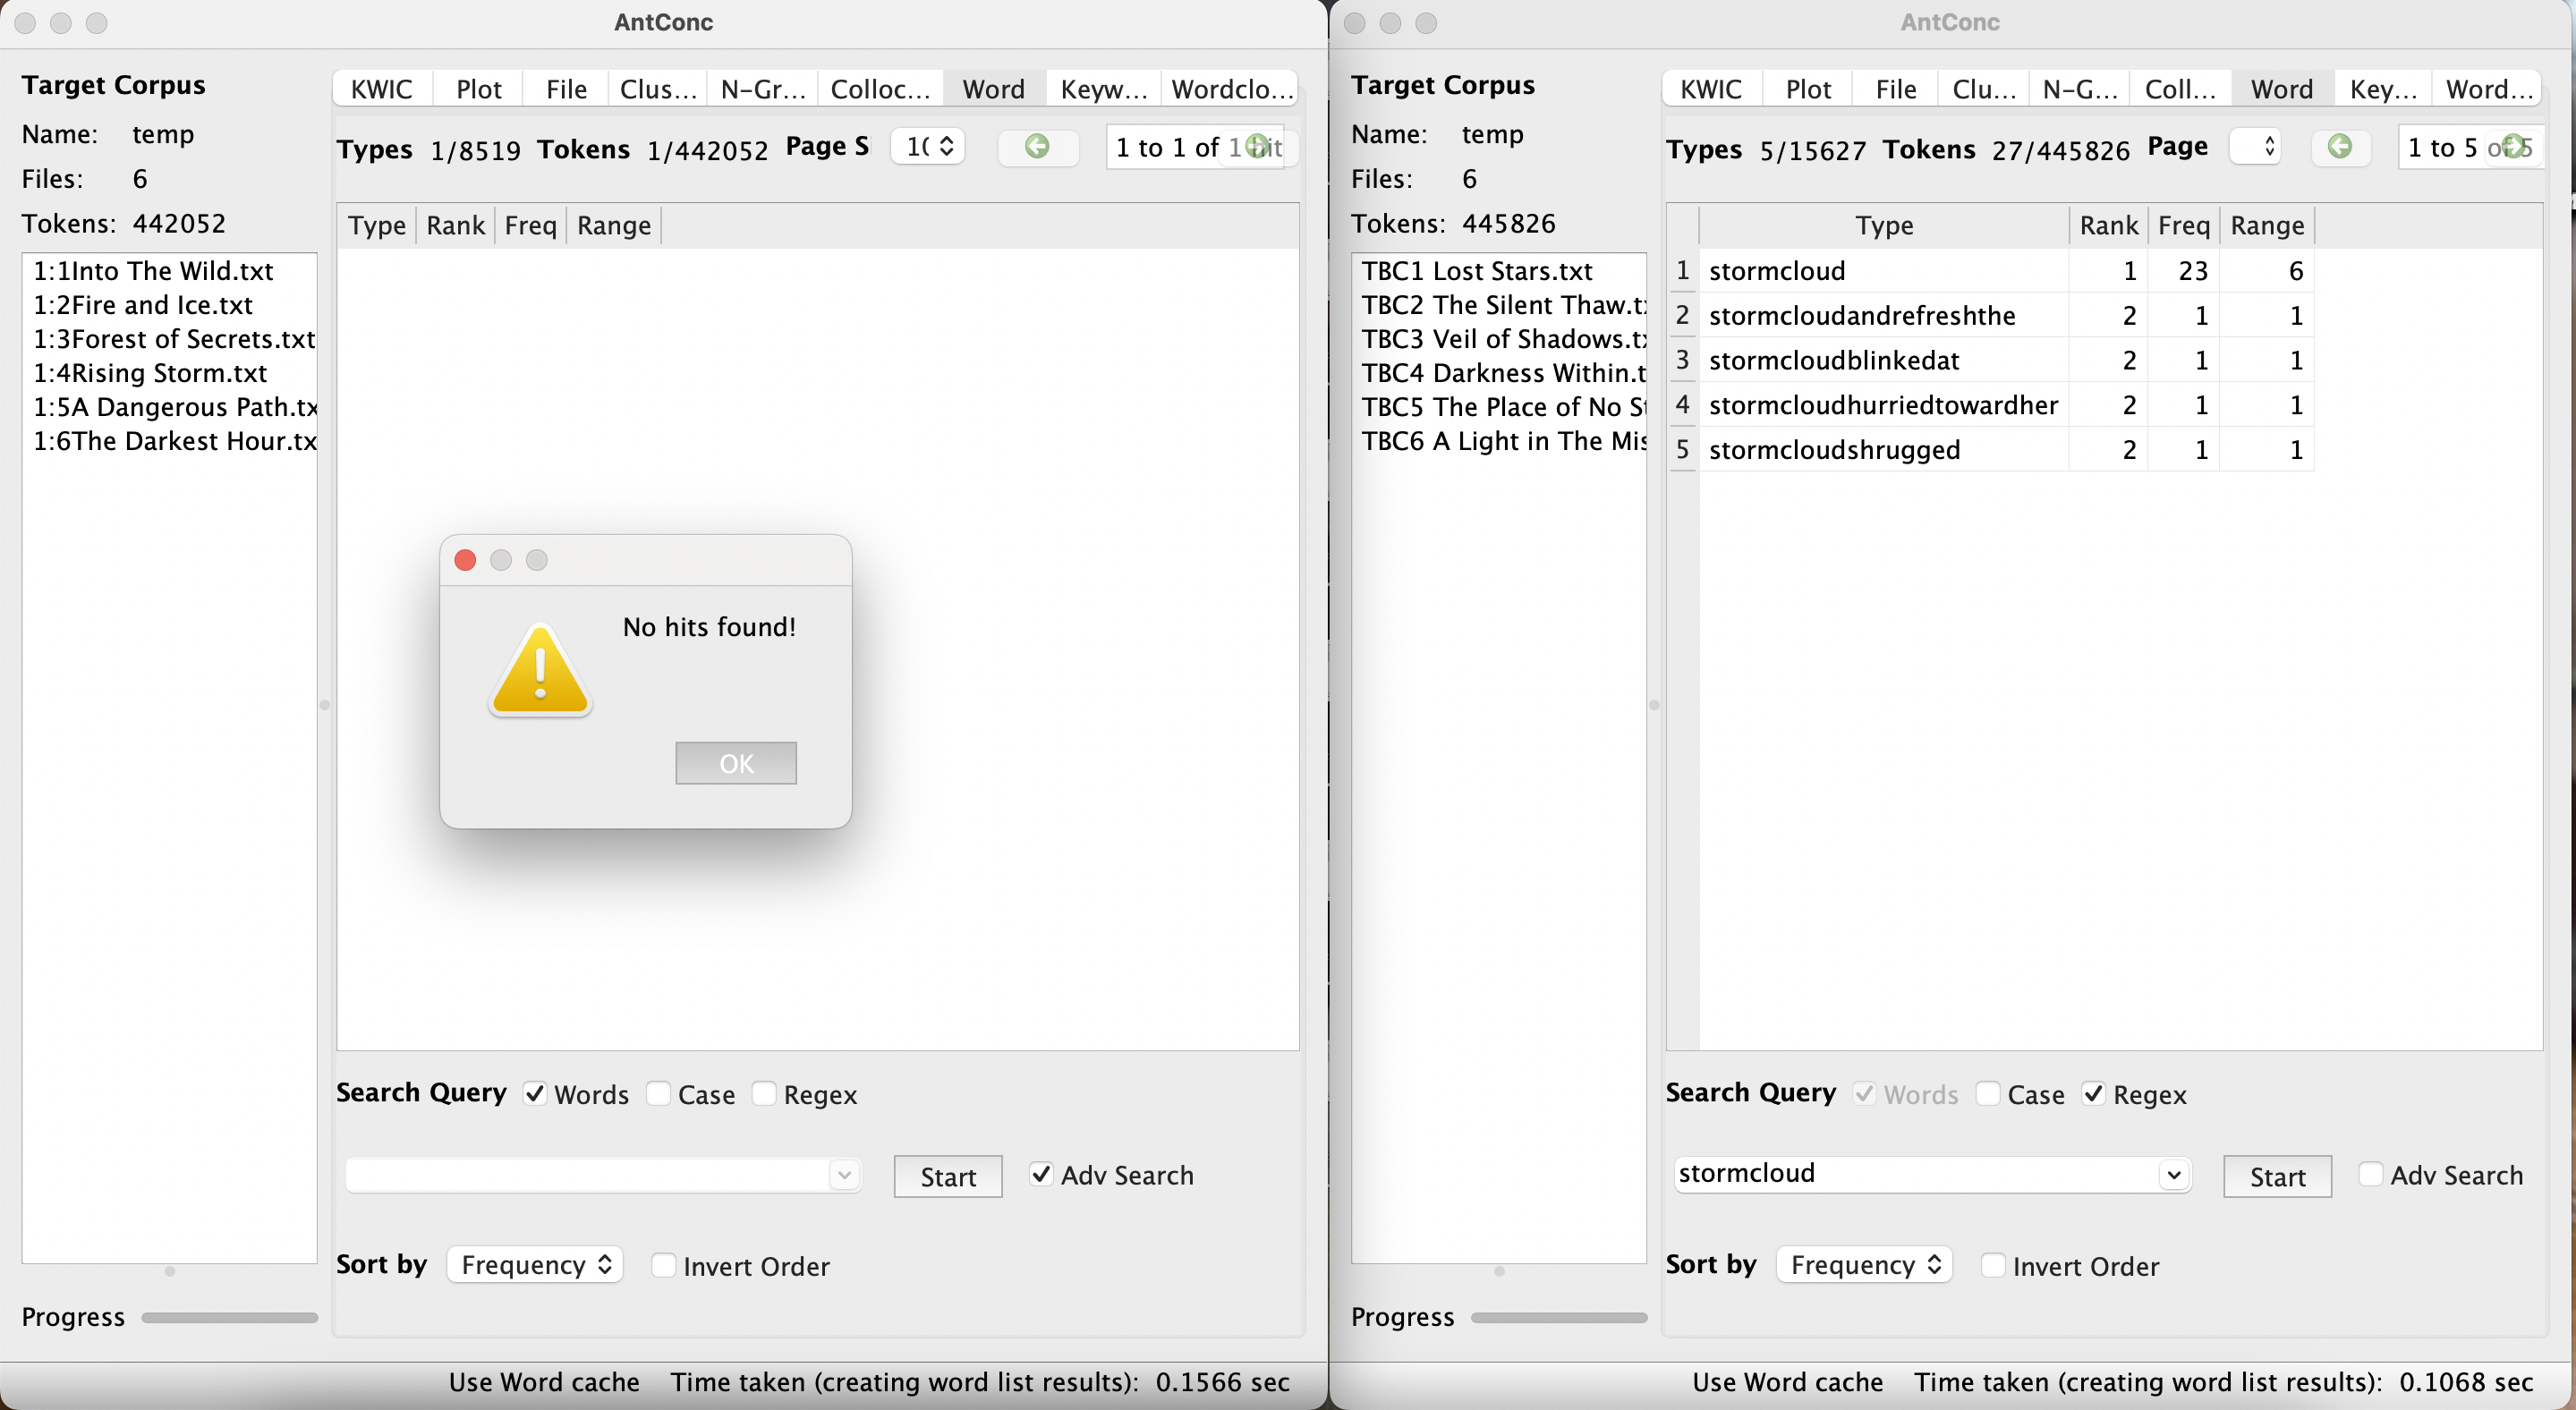 AntConc
Target Corpus
Name: temp
Files: 6
Tokens: 442052
1:1Into The Wild.txt
1:2Fire and Ice.txt
1:3Forest of Secrets.txt
1:4Rising Storm.txt
1:5A Dangerous Path.tx
1:6The Darkest Hour.tx
KWIC Plot File Clus... N-Gr... Colloc... Word Keyw... Wordclo...
Types 1/8519 Tokens 1/442052 Page S 10 1 to 1 of 1 hit
Type Rank Freq Range
No hits found!
OK
Search Query Words Case Regex
Start Adv Search
Sort by Frequency Invert Order
Progress
Use Word cache Time taken (creating word list results): 0.1566 sec
AntConc
Target Corpus
Name: temp
Files: 6
Tokens: 445826
TBC1 Lost Stars.txt
TBC2 The Silent Thaw.tx
TBC3 Veil of Shadows.tx
TBC4 Darkness Within.t
TBC5 The Place of No St
TBC6 A Light in The Mis
KWIC Plot File Clu... N-G... Coll... Word Key... Word...
Types 5/15627 Tokens 27/445826 Page 1 to 5 of 5
Type Rank Freq Range
1 stormcloud 1 23 6
2 stormcloudandrefreshthe 2 1 1
3 stormcloudblinkedat 2 1 1
4 stormcloudhurriedtowardher 2 1 1
5 stormcloudshrugged 2 1 1
Search Query Words Case Regex
stormcloud Start Adv Search
Sort by Frequency Invert Order
Progress
Use Word cache Time taken (creating word list results): 0.1068 sec